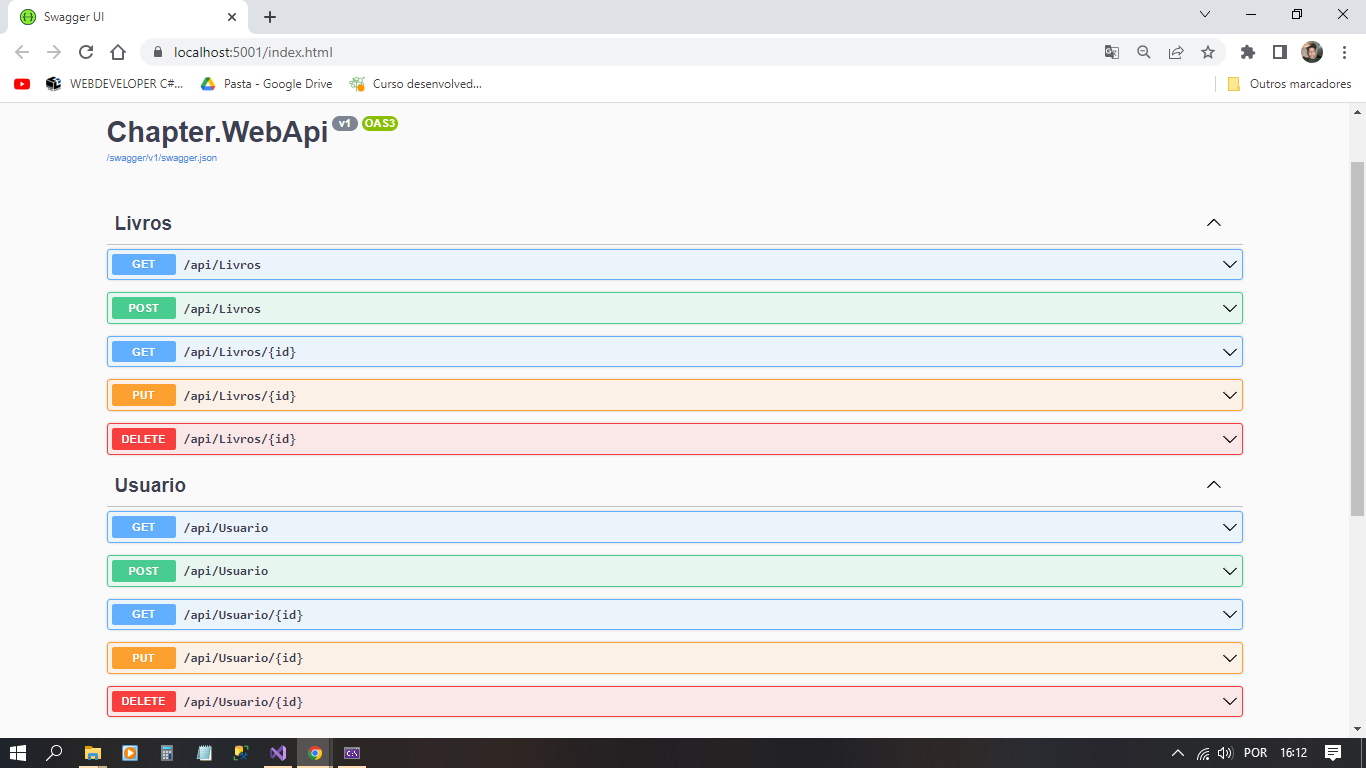 Swagger UI
localhost:5001/index.html
WEBDEVELOPER C#... Pasta - Google Drive Curso desenvolved... Outros marcadores
Chapter.WebApi v1 OAS3
/swagger/v1/swagger.json
Livros
GET /api/Livros
POST /api/Livros
GET /api/Livros/{id}
PUT /api/Livros/{id}
DELETE /api/Livros/{id}
Usuario
GET /api/Usuario
POST /api/Usuario
GET /api/Usuario/{id}
PUT /api/Usuario/{id}
DELETE /api/Usuario/{id}
POR 16:12